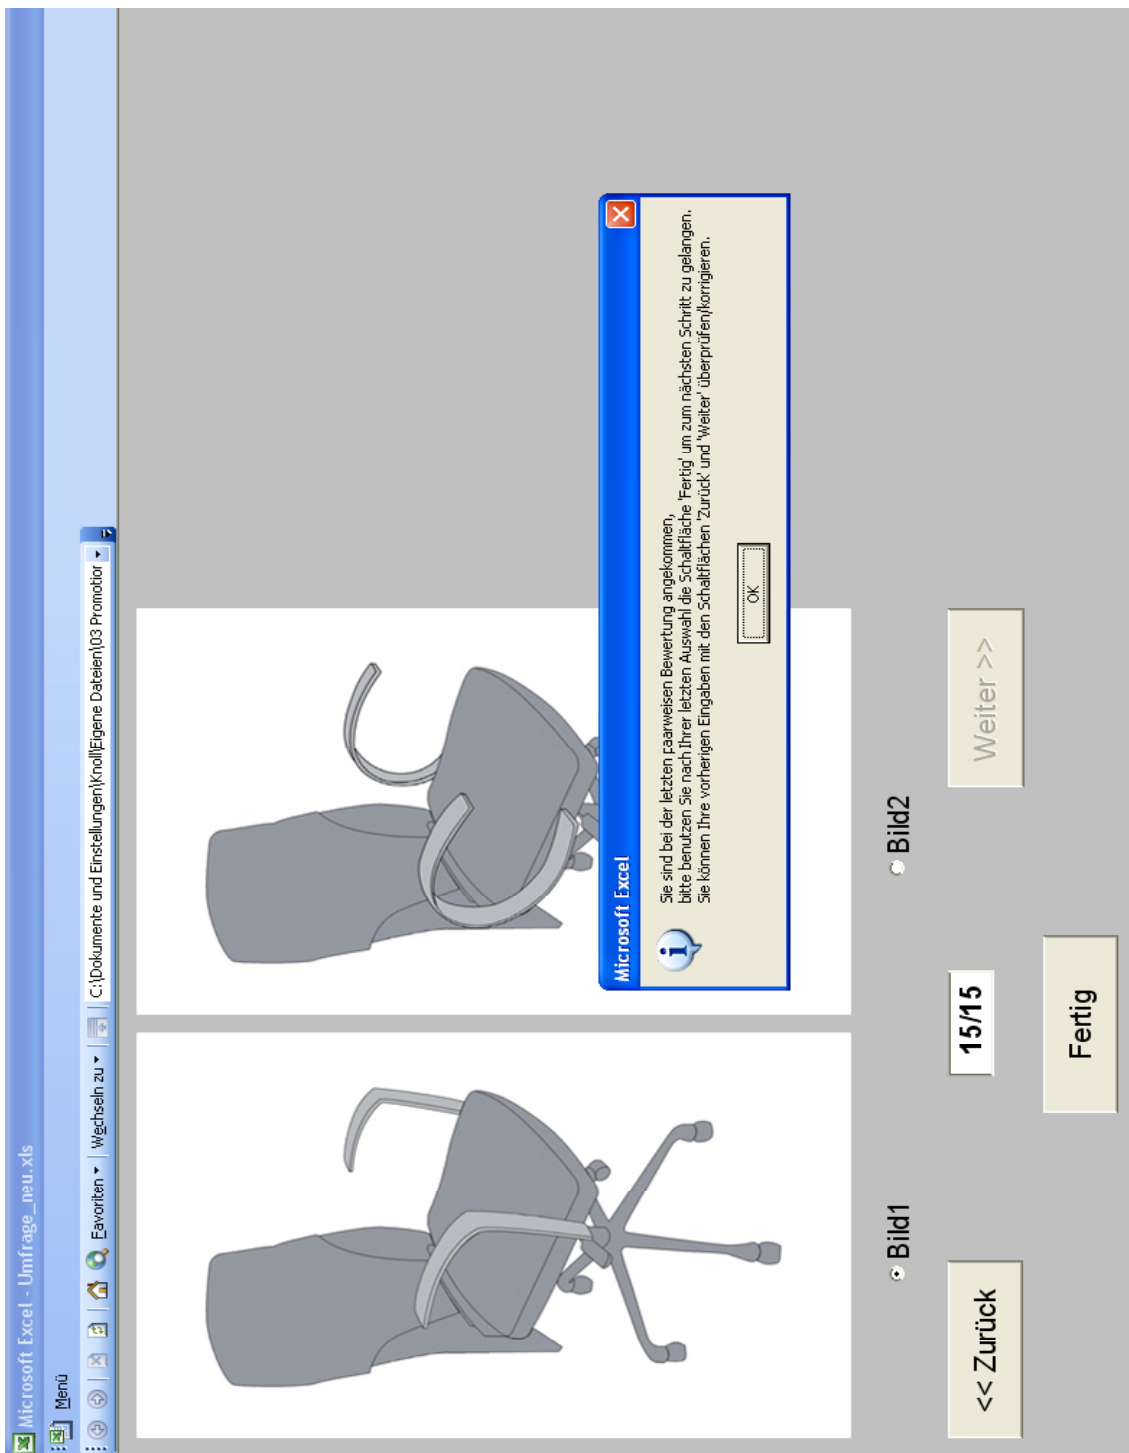 Microsoft Excel - Umfrage_neu.xls
Menü
Favoriten Wechseln zu C:\Dokumente und Einstellungen\Knoll\Eigene Dateien\03 Promotior
Microsoft Excel
Sie sind bei der letzten paarweisen Bewertung angekommen,
bitte benutzen Sie nach Ihrer letzten Auswahl die Schaltfläche 'Fertig' um zum nächsten Schritt zu gelangen.
Sie können Ihre vorherigen Eingaben mit den Schaltflächen 'Zurück' und 'Weiter' überprüfen/korrigieren.
OK
Bild1 Bild2
<< Zurück 15/15 Weiter >>
Fertig